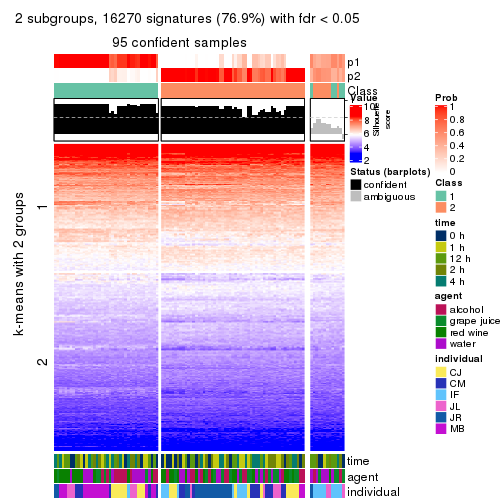 2 subgroups, 16270 signatures (76.9%) with fdr < 0.05
95 confident samples
p1
p2
Class
Silhouette
score
k-means with 2 groups
1
2
time
agent
individual
Value
10
8
6
4
2
Status (barplots)
confident
ambiguous
Prob
1
0.8
0.6
0.4
0.2
0
Class
1
2
time
0 h
1 h
12 h
2 h
4 h
agent
alcohol
grape juice
red wine
water
individual
CJ
CM
IF
JL
JR
MB